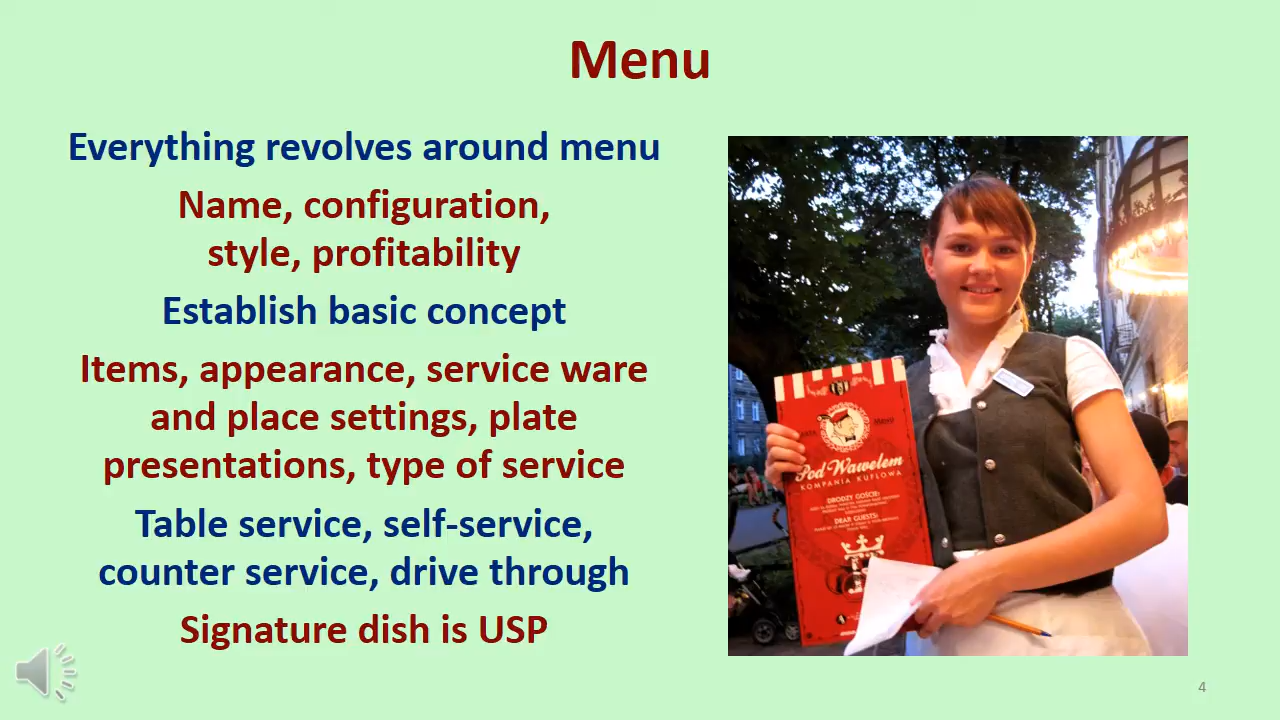 Menu
Everything revolves around menu
Name, configuration,
style, profitability
Establish basic concept
Items, appearance, service ware
and place settings, plate
presentations, type of service
Table service, self-service,
counter service, drive through
Signature dish is USP
Pod Wawelem
KOMPANIA KUFLOWA
DRODZY GOŚCIE:
DEAR GUESTS:
4